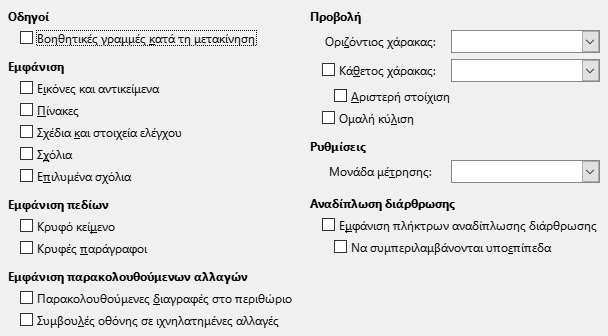 Οδηγοί
Βοηθητικές γραμμές κατά τη μετακίνηση
Εμφάνιση
Εικόνες και αντικείμενα
Πίνακες
Σχέδια και στοιχεία ελέγχου
Σχόλια
Επιλυμένα σχόλια
Εμφάνιση πεδίων
Κρυφό κείμενο
Κρυφές παράγραφοι
Εμφάνιση παρακολουθούμενων αλλαγών
Παρακολουθούμενες διαγραφές στο περιθώριο
Συμβουλές οθόνης σε ιχνηλατημένες αλλαγές
Προβολή
Οριζόντιος χάρακας:
Κάθετος χάρακας:
Αριστερή στοίχιση
Ομαλή κύλιση
Ρυθμίσεις
Μονάδα μέτρησης:
Αναδίπλωση διάρθρωσης
Εμφάνιση πλήκτρων αναδίπλωσης διάρθρωσης
Να συμπεριλαμβάνονται υποεπίπεδα